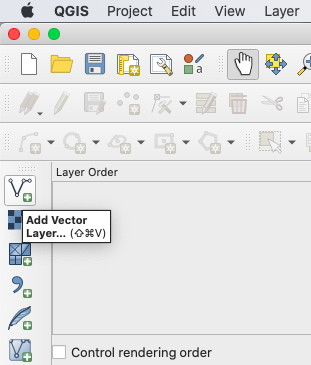 QGIS Project Edit View Layer
Layer Order
Add Vector
Layer... (⇧⌘V)
Control rendering order